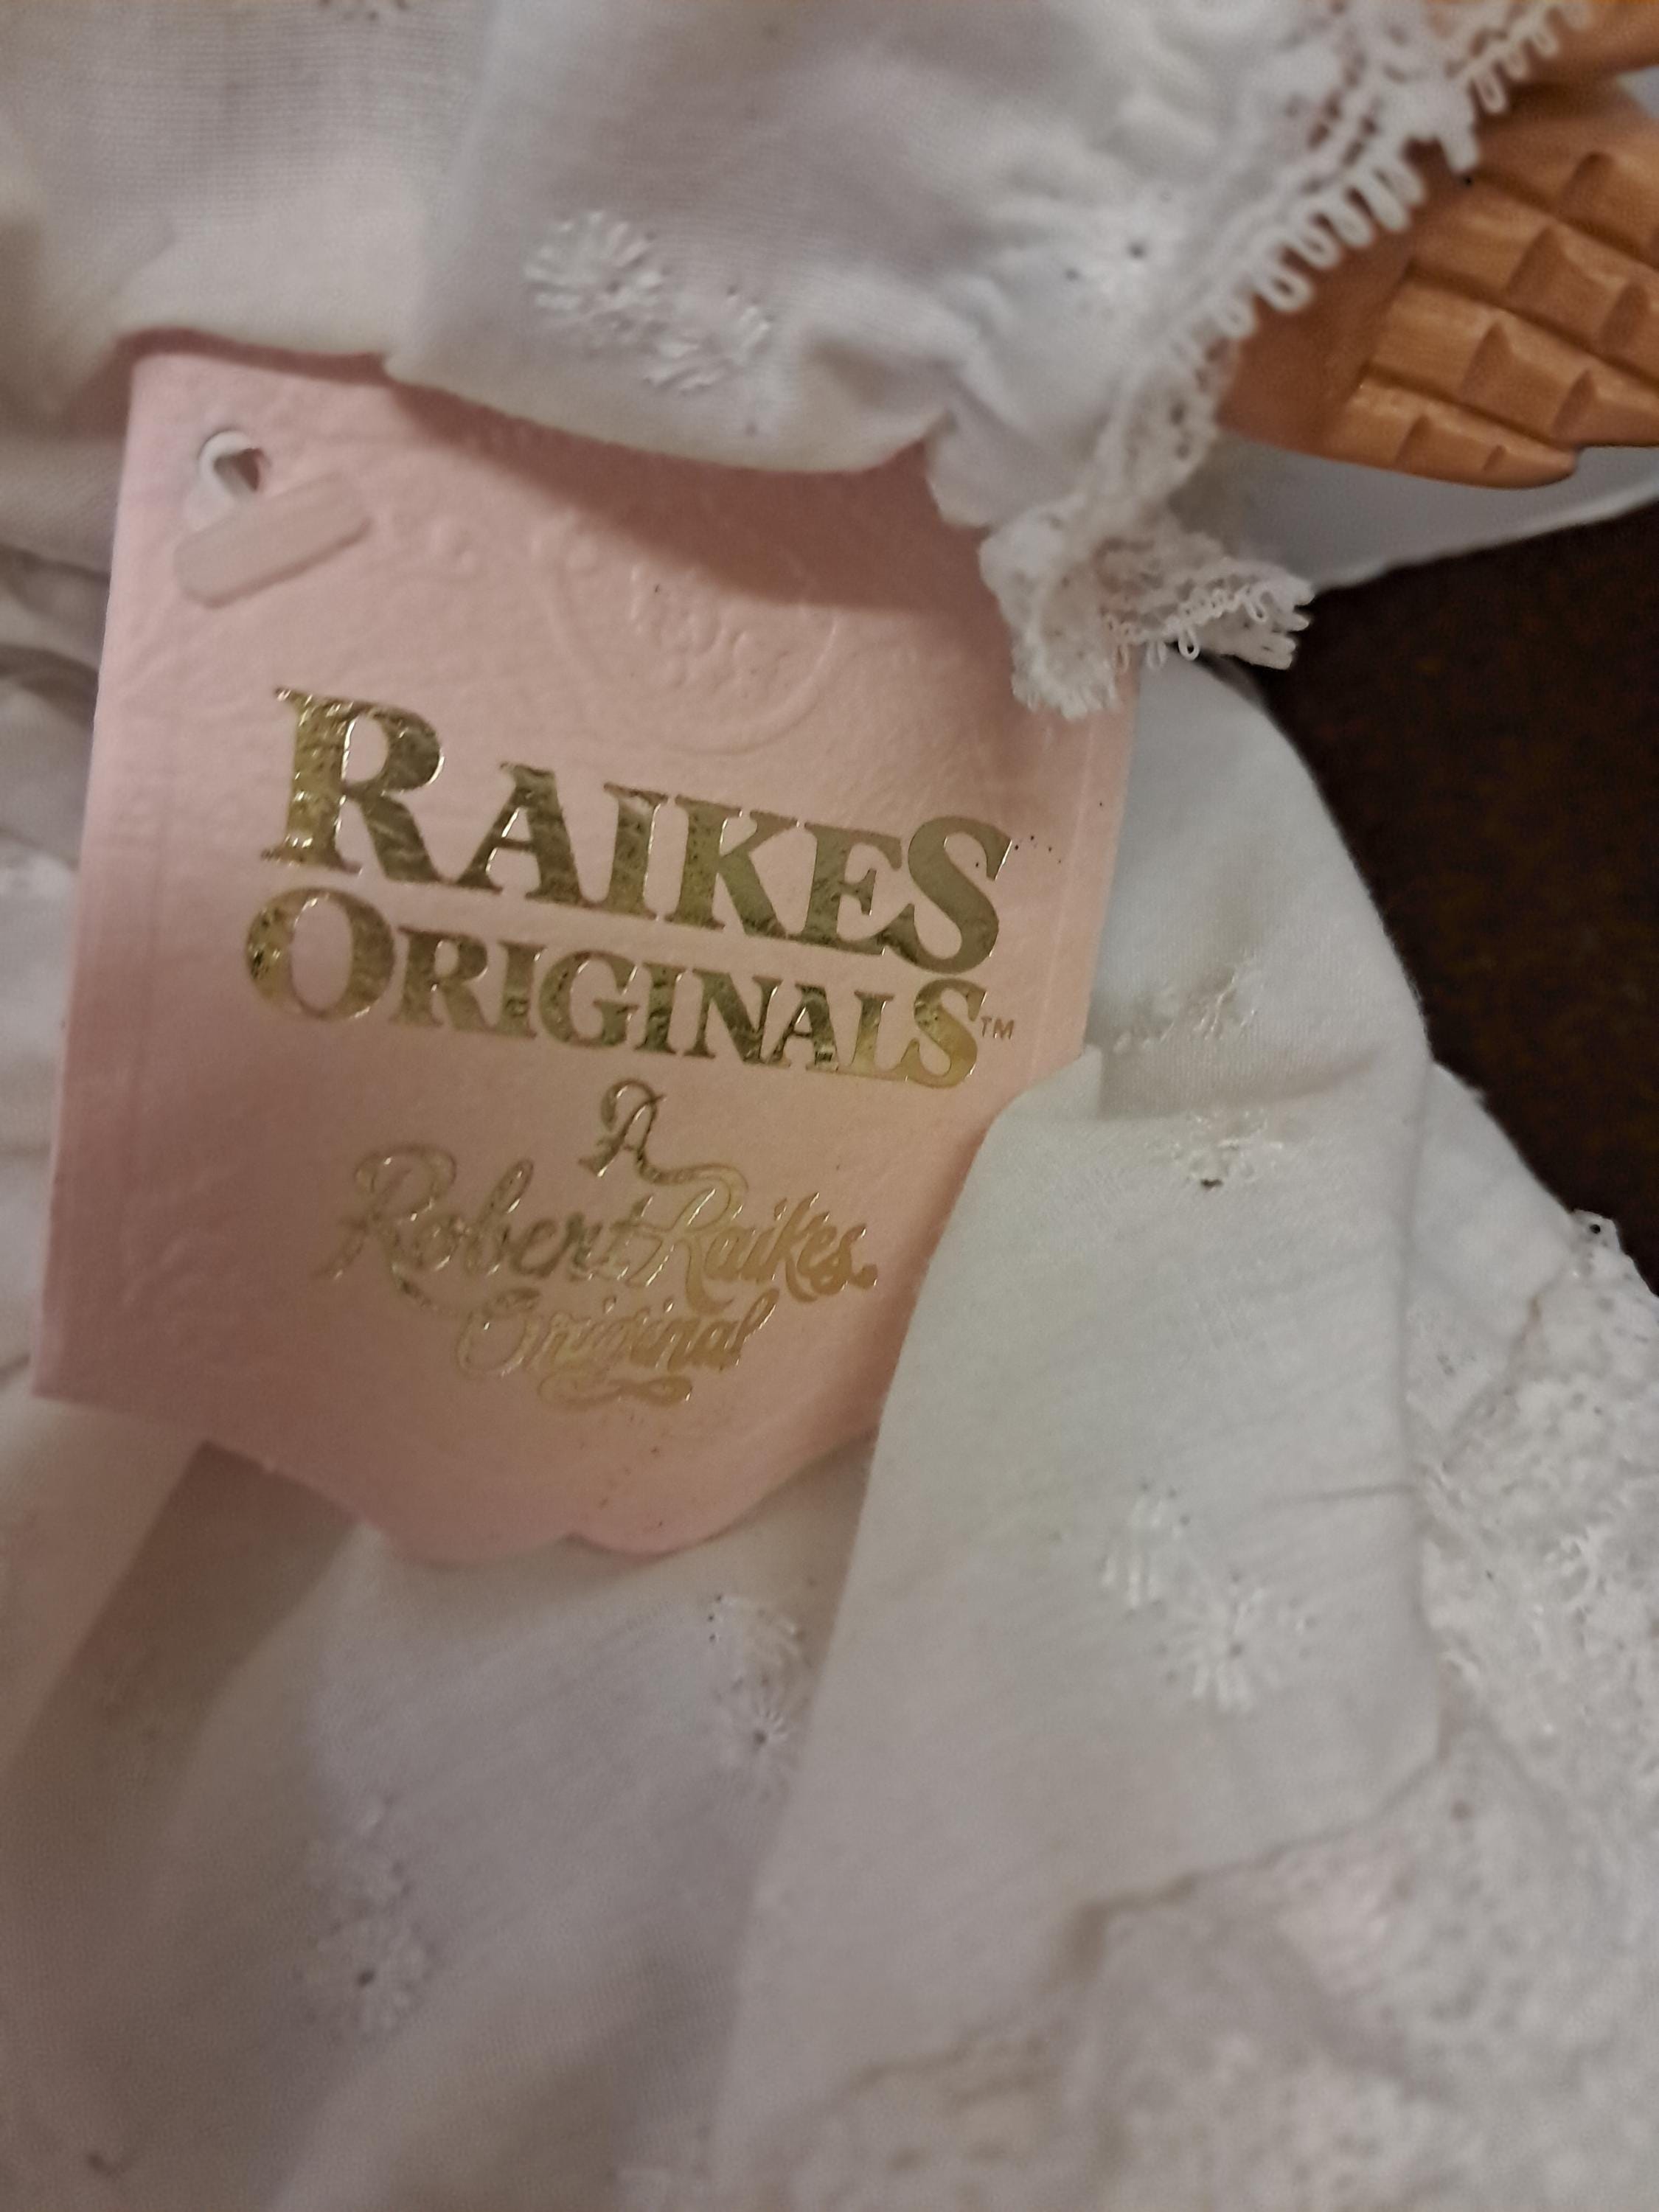 RAIKES
ORIGINALS™
A
Robert Raikes
Original